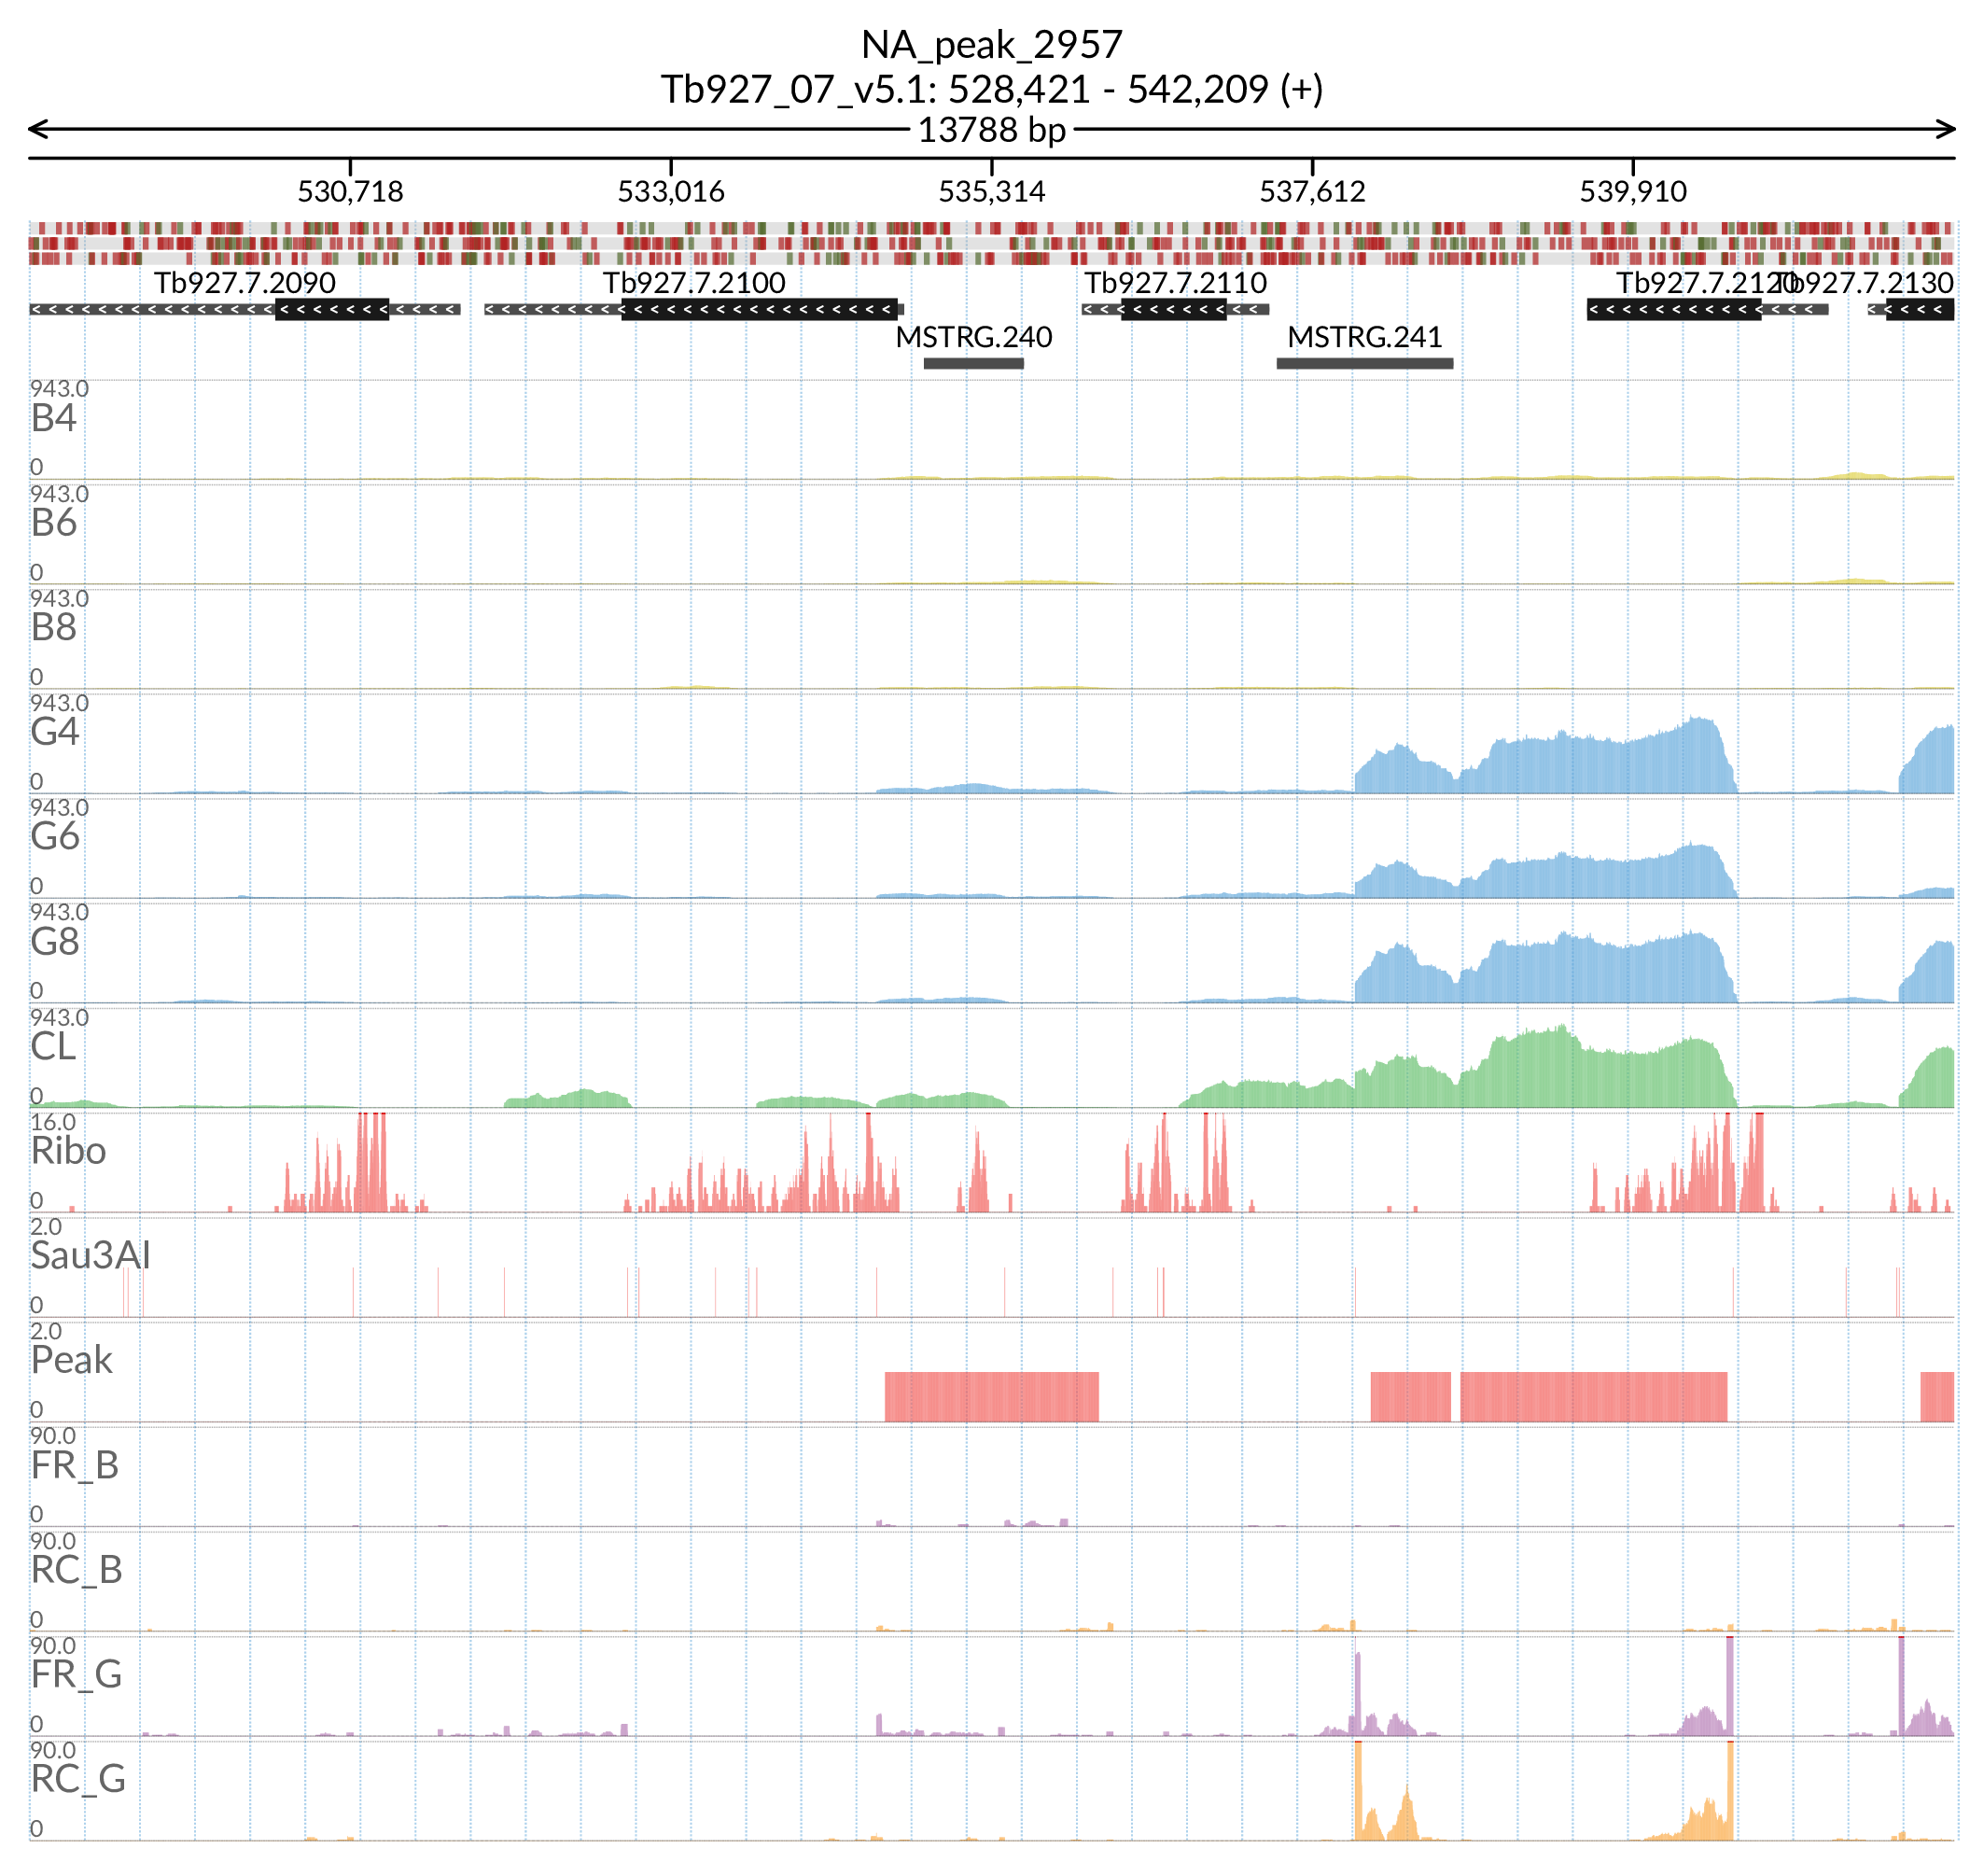 NA_peak_2957
Tb927_07_v5.1: 528,421 - 542,209 (+)
13788 bp
530,718 533,016 535,314 537,612 539,910
Tb927.7.2090 Tb927.7.2100 Tb927.7.2110 Tb927.7.2120 Tb927.7.2130
MSTRG.240 MSTRG.241
943.0
B4
0
943.0
B6
0
943.0
B8
0
943.0
G4
0
943.0
G6
0
943.0
G8
0
943.0
CL
0
16.0
Ribo
0
2.0
Sau3AI
0
2.0
Peak
0
90.0
FR_B
0
90.0
RC_B
0
90.0
FR_G
0
90.0
RC_G
0